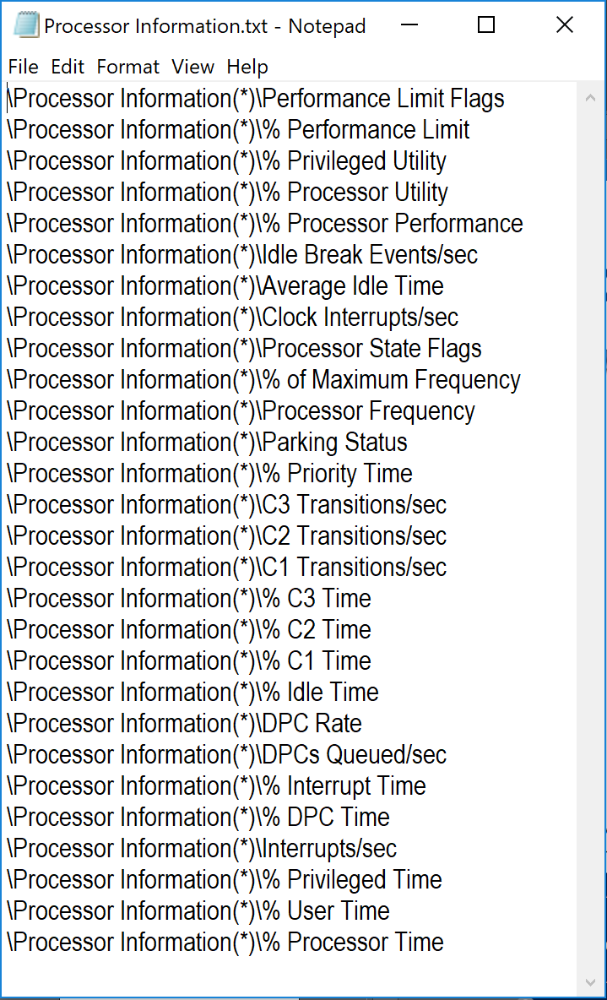 Processor Information.txt - Notepad
File Edit Format View Help
\Processor Information(*)\Performance Limit Flags
\Processor Information(*)\% Performance Limit
\Processor Information(*)\% Privileged Utility
\Processor Information(*)\% Processor Utility
\Processor Information(*)\% Processor Performance
\Processor Information(*)\Idle Break Events/sec
\Processor Information(*)\Average Idle Time
\Processor Information(*)\Clock Interrupts/sec
\Processor Information(*)\Processor State Flags
\Processor Information(*)\% of Maximum Frequency
\Processor Information(*)\Processor Frequency
\Processor Information(*)\Parking Status
\Processor Information(*)\% Priority Time
\Processor Information(*)\C3 Transitions/sec
\Processor Information(*)\C2 Transitions/sec
\Processor Information(*)\C1 Transitions/sec
\Processor Information(*)\% C3 Time
\Processor Information(*)\% C2 Time
\Processor Information(*)\% C1 Time
\Processor Information(*)\% Idle Time
\Processor Information(*)\DPC Rate
\Processor Information(*)\DPCs Queued/sec
\Processor Information(*)\% Interrupt Time
\Processor Information(*)\% DPC Time
\Processor Information(*)\Interrupts/sec
\Processor Information(*)\% Privileged Time
\Processor Information(*)\% User Time
\Processor Information(*)\% Processor Time